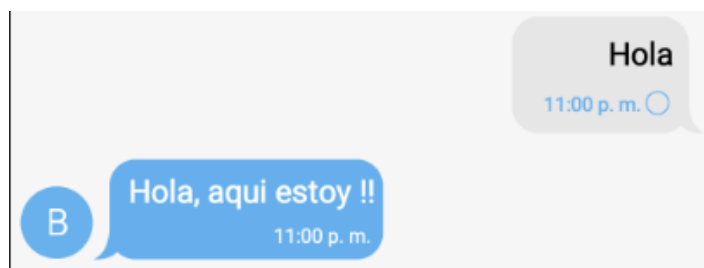 Hola
11:00 p. m.
Hola, aqui estoy !!
B
11:00 p. m.